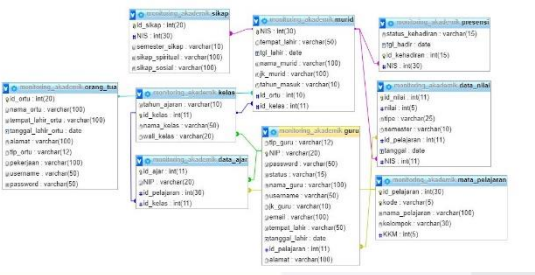 monitoring_akademik sikap
id_sikap : int(20)
NIS : int(30)
semester_sikap : varchar(10)
sikap_spiritual : varchar(100)
sikap_sosial : varchar(100)
monitoring_akademik murid
NIS : int(30)
tempat_lahir : varchar(50)
tgl_lahir : date
nama_murid : varchar(100)
jk_murid : varchar(100)
tahun_masuk : varchar(10)
id_ortu : int(10)
id_kelas : int(11)
monitoring_akademik presensi
status_kehadiran : varchar(15)
tgl_hadir : date
id_kehadiran : int(15)
NIS : int(30)
monitoring_akademik orang_tua
id_ortu : int(20)
nama_ortu : varchar(100)
tempat_lahir_ortu : varchar(100)
tanggal_lahir_ortu : date
alamat : varchar(100)
tlp_ortu : varchar(12)
pekerjaan : varchar(100)
username : varchar(50)
password : varchar(50)
monitoring_akademik kelas
tahun_ajaran : varchar(10)
id_kelas : int(11)
nama_kelas : varchar(50)
wali_kelas : varchar(20)
monitoring_akademik data_nilai
id_nilai : int(11)
nilai : int(5)
tipe : varchar(25)
semester : varchar(10)
id_pelajaran : int(11)
tanggal : date
NIS : int(11)
monitoring_akademik data_ajar
id_ajar : int(11)
NIP : varchar(20)
id_pelajaran : int(30)
id_kelas : int(11)
monitoring_akademik guru
tlp_guru : varchar(12)
NIP : varchar(20)
password : varchar(50)
status : varchar(15)
nama_guru : varchar(100)
username : varchar(50)
jk_guru : varchar(10)
email : varchar(100)
tempat_lahir : varchar(50)
tanggal_lahir : date
id_pelajaran : int(11)
alamat : varchar(100)
monitoring_akademik mata_pelajaran
id_pelajaran : int(30)
kode : varchar(5)
nama_pelajaran : varchar(100)
kelompok : varchar(30)
KKM : int(5)